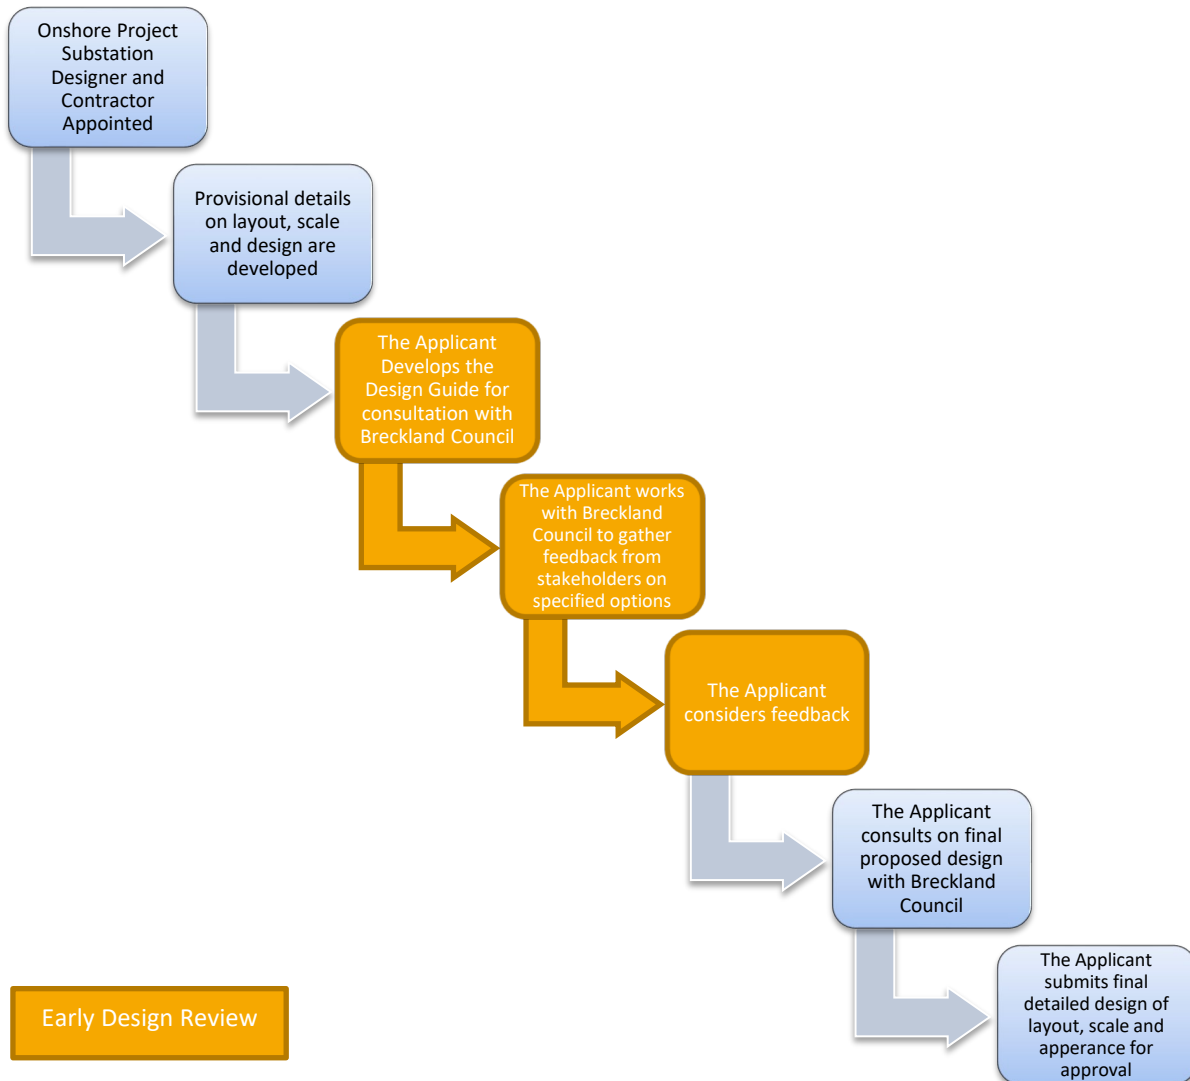 Onshore Project
Substation
Designer and
Contractor
Appointed
Provisional details
on layout, scale
and design are
developed
The Applicant
Develops the
Design Guide for
consultation with
Breckland Council
The Applicant works
with Breckland
Council to gather
feedback from
stakeholders on
specified options
The Applicant
considers feedback
The Applicant
consults on final
proposed design
with Breckland
Council
The Applicant
submits final
detailed design of
layout, scale and
apperance for
approval
Early Design Review